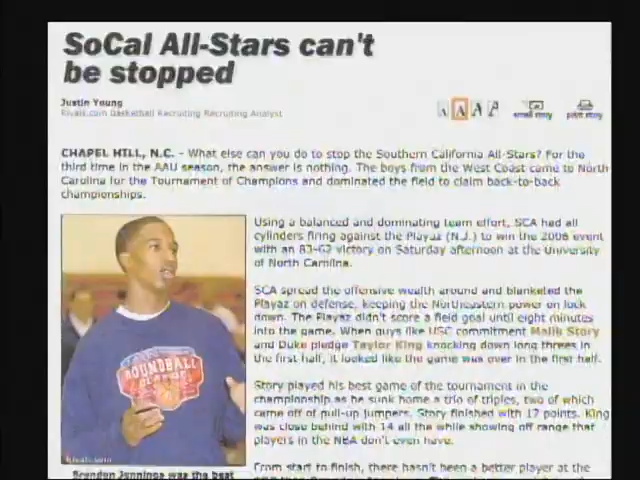 SoCal All-Stars can't
be stopped
Justin Young
Rivals.com Basketball Recruiting Recruiting Analyst
A A A A
email story
print story
CHAPEL HILL, N.C. - What else can you do to stop the Southern California All-Stars? For the
third time in the AAU season, the answer is nothing. The boys from the West Coast came to North
Carolina for the Tournament of Champions and dominated the field to claim back-to-back
championships.
Using a balanced and dominating team effort, SCA had all
cylinders firing against the Playaz (N.J.) to win the 2006 event
with an 83-62 victory on Saturday afternoon at the University
of North Carolina.
SCA spread the offensive wealth around and blanketed the
Playaz on defense, keeping the Northeastern power on lock
down. The Playaz didn't score a field goal until eight minutes
into the game. When guys like USC commitment Malik Story
and Duke pledge Taylor King knocking down long threes in
the first half, it looked like the game was over in the first half.
Story played his best game of the tournament in the
championship as he sunk home a trio of triples, two of which
came off of pull-up jumpers. Story finished with 17 points. King
was close behind with 14 all the while showing off range that
players in the NBA don't even have.
From start to finish, there hasn't been a better player at the
ROUNDBALL
CLASSIC
Rivals.com
Brandon Jennings was the best